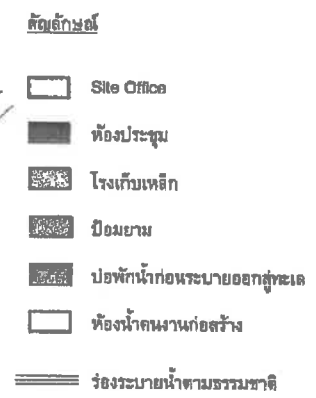 สัญลักษณ์
Site Office
ห้องประชุม
โรงเก็บเหล็ก
ป้อมยาม
บ่อพักน้ำก่อนระบายออกสู่ทะเล
ห้องน้ำคนงานก่อสร้าง
ร่องระบายน้ำตามธรรมชาติ